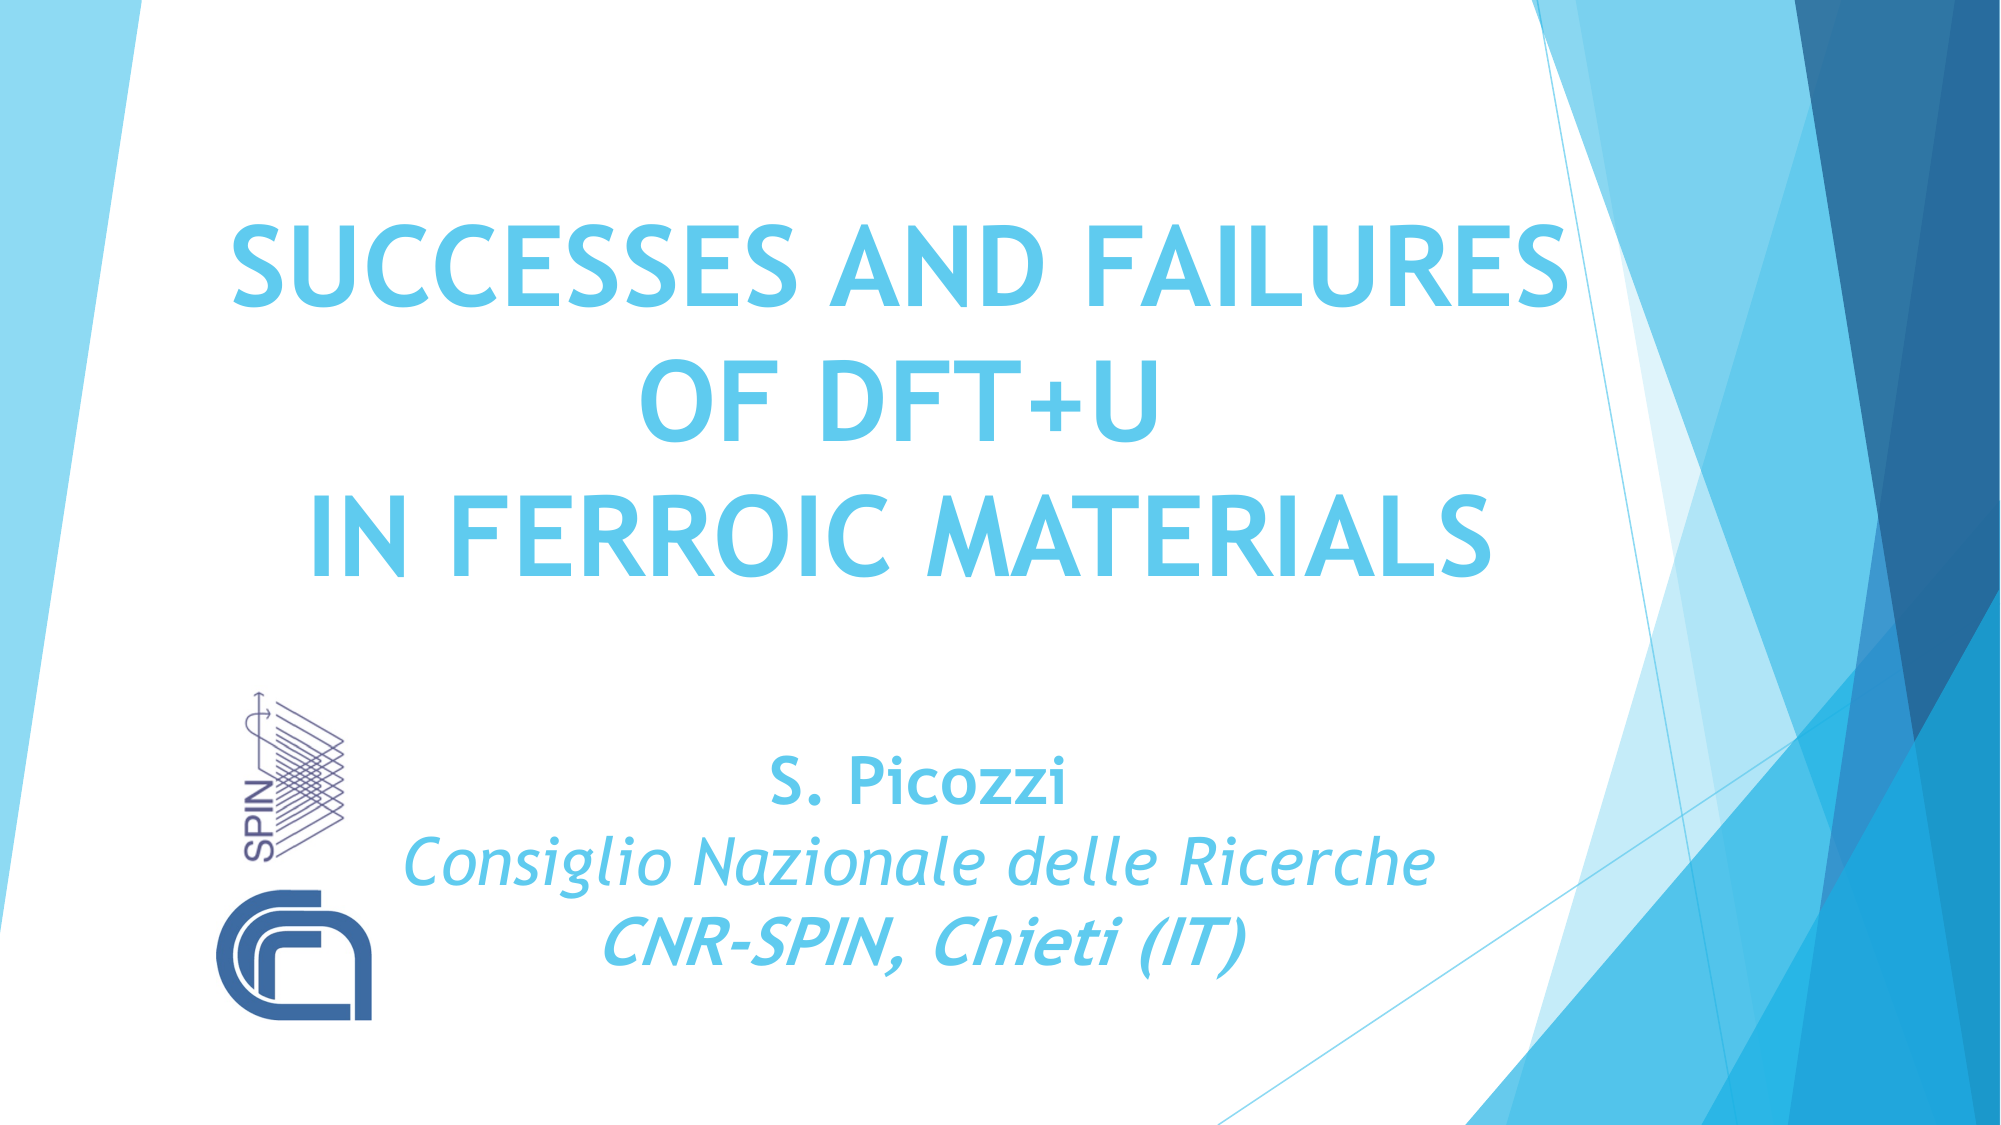 SUCCESSES AND FAILURES
OF DFT+U
IN FERROIC MATERIALS
SPIN
S. Picozzi
Consiglio Nazionale delle Ricerche
CNR-SPIN, Chieti (IT)